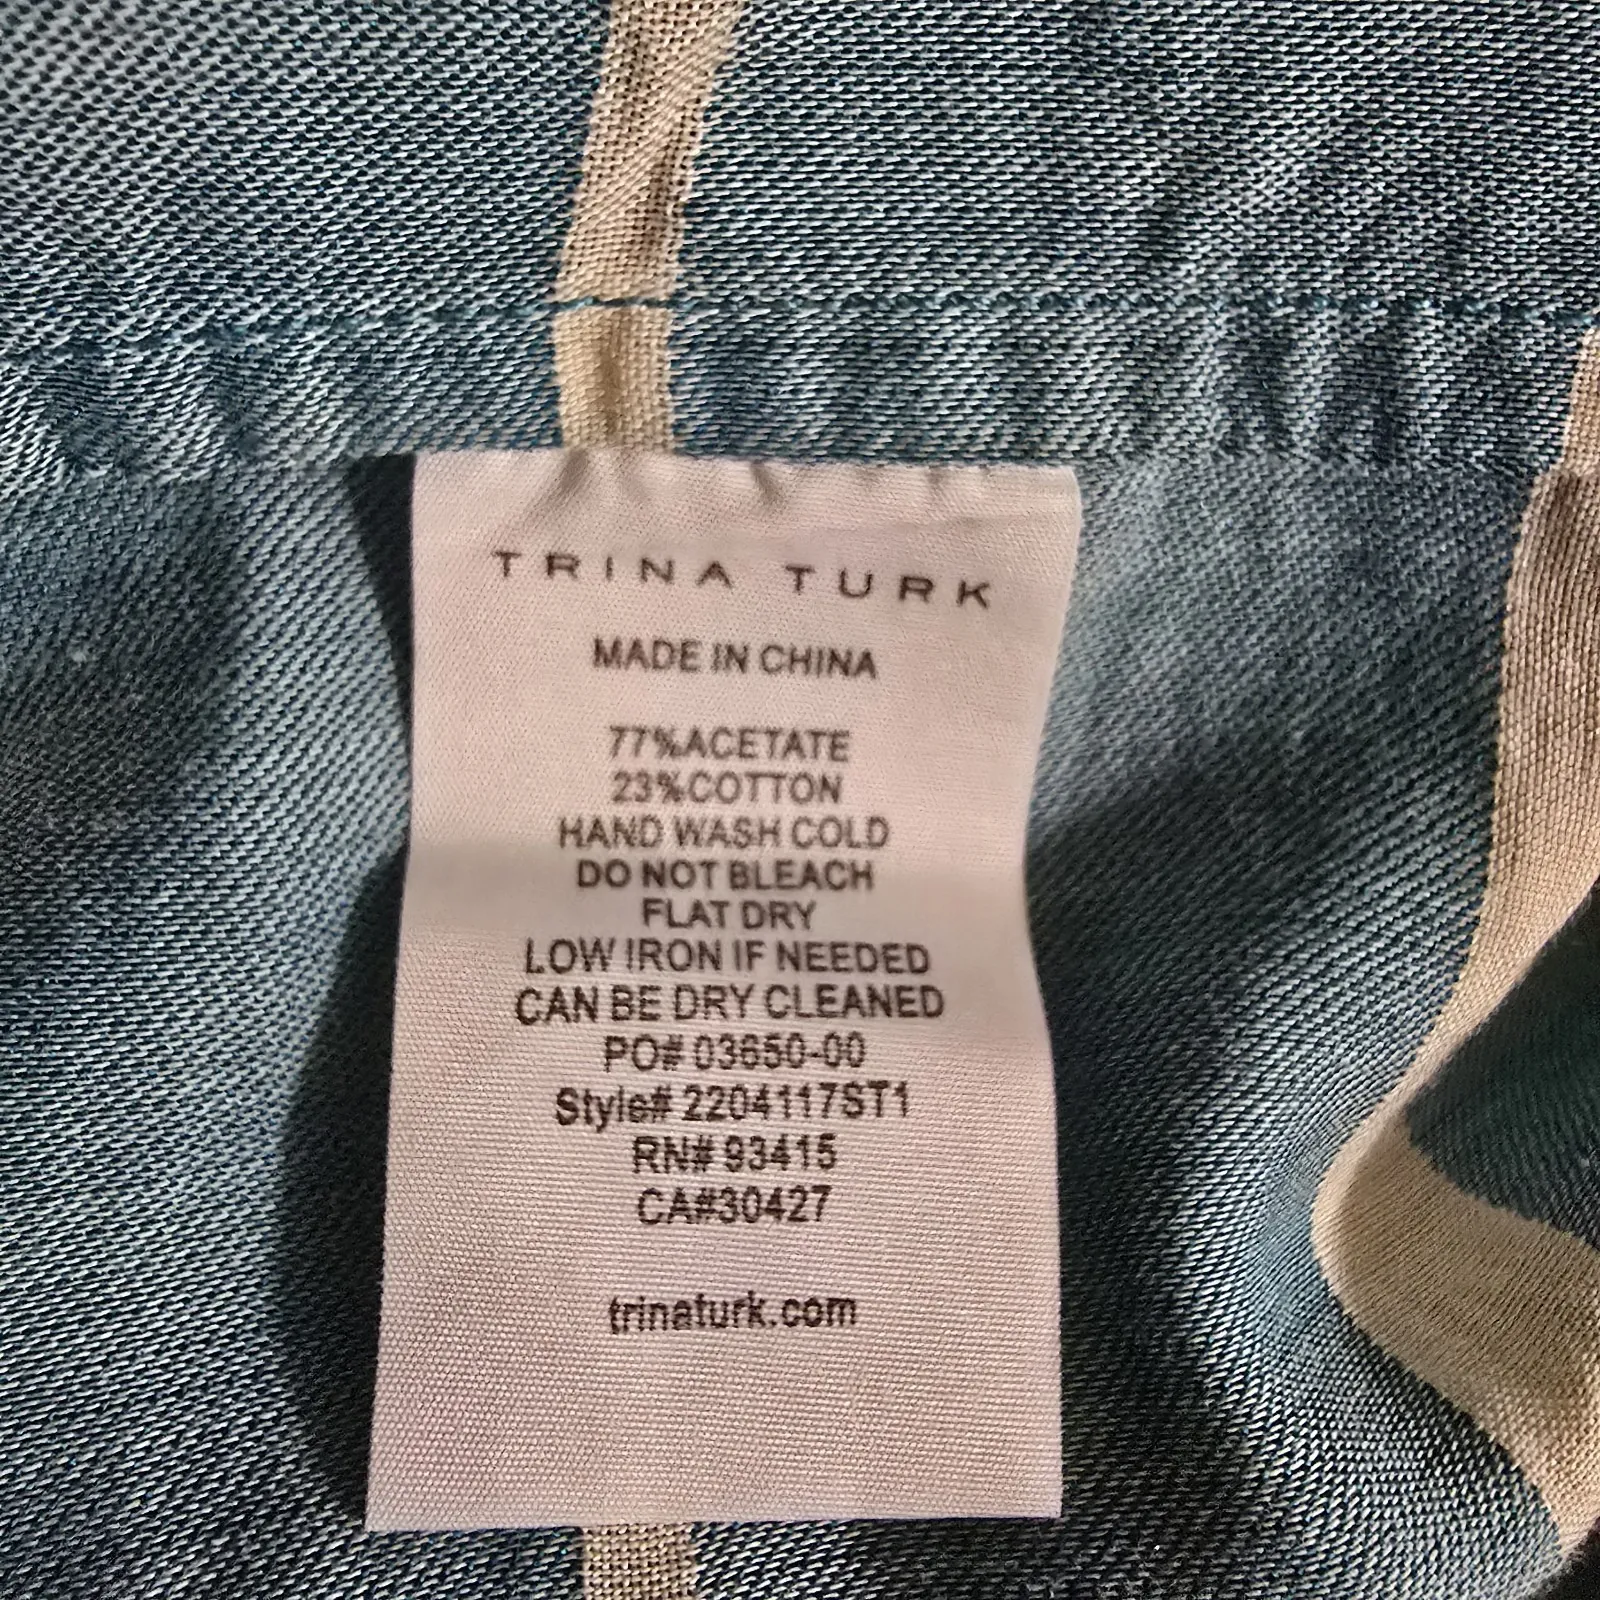 TRINA TURK
MADE IN CHINA
77%ACETATE
23%COTTON
HAND WASH COLD
DO NOT BLEACH
FLAT DRY
LOW IRON IF NEEDED
CAN BE DRY CLEANED
PO# 03650-00
Style# 2204117ST1
RN# 93415
CA#30427
trinaturk.com